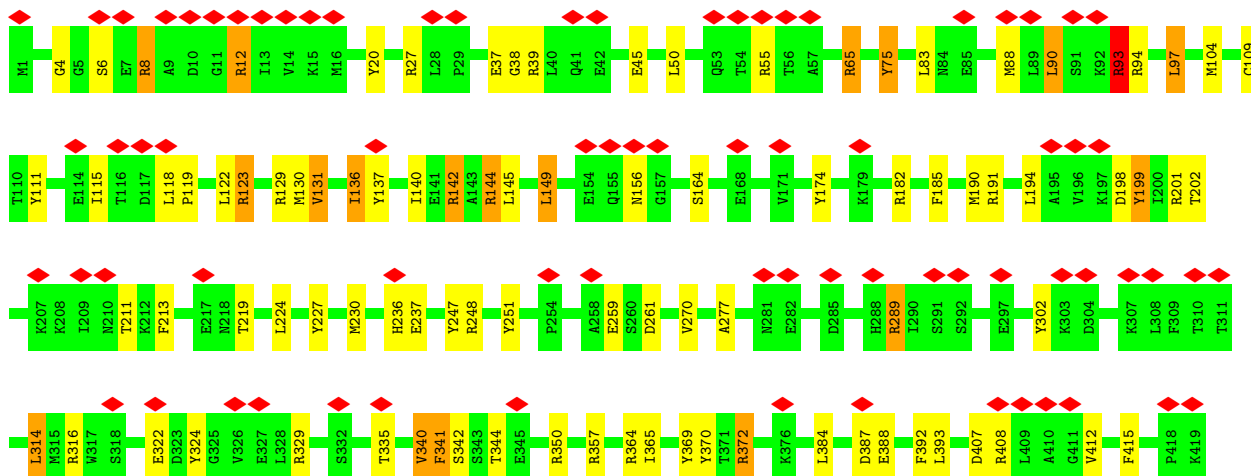 M1 G4 G5 S6 E7 R8 A9 D10 G11 R12 I13 V14 K15 M16 Y20 R27 L28 P29 E37 G38 R39 L40 Q41 E42 E45 L50 Q53 T54 R55 T56 A57 R65 Y75 L83 N84 E85 M88 L89 L90 S91 K92 R93 R94 L97 M104 G109
T110 Y111 E114 I115 T116 D117 L118 P119 L122 R123 R129 M130 V131 I136 Y137 I140 E141 R142 A143 R144 L145 L149 E154 Q155 N156 G157 S164 E168 V171 Y174 K179 R182 F185 M190 R191 L194 A195 V196 K197 D198 Y199 I200 R201 T202
K207 K208 I209 N210 T211 K212 F213 E217 N218 T219 L224 Y227 M230 H236 E237 Y247 R248 Y251 P254 A258 E259 S260 D261 V270 A277 N281 E282 D285 H288 R289 I290 S291 S292 E297 Y302 K303 D304 K307 L308 F309 T310 T311
L314 M315 R316 W317 S318 E322 D323 Y324 G325 V326 E327 L328 R329 S332 T335 V340 F341 S342 S343 T344 E345 R350 R357 R364 I365 Y369 Y370 T371 R372 K376 L384 D387 E388 F392 L393 D407 R408 L409 A410 G411 V412 F415 P418 K419